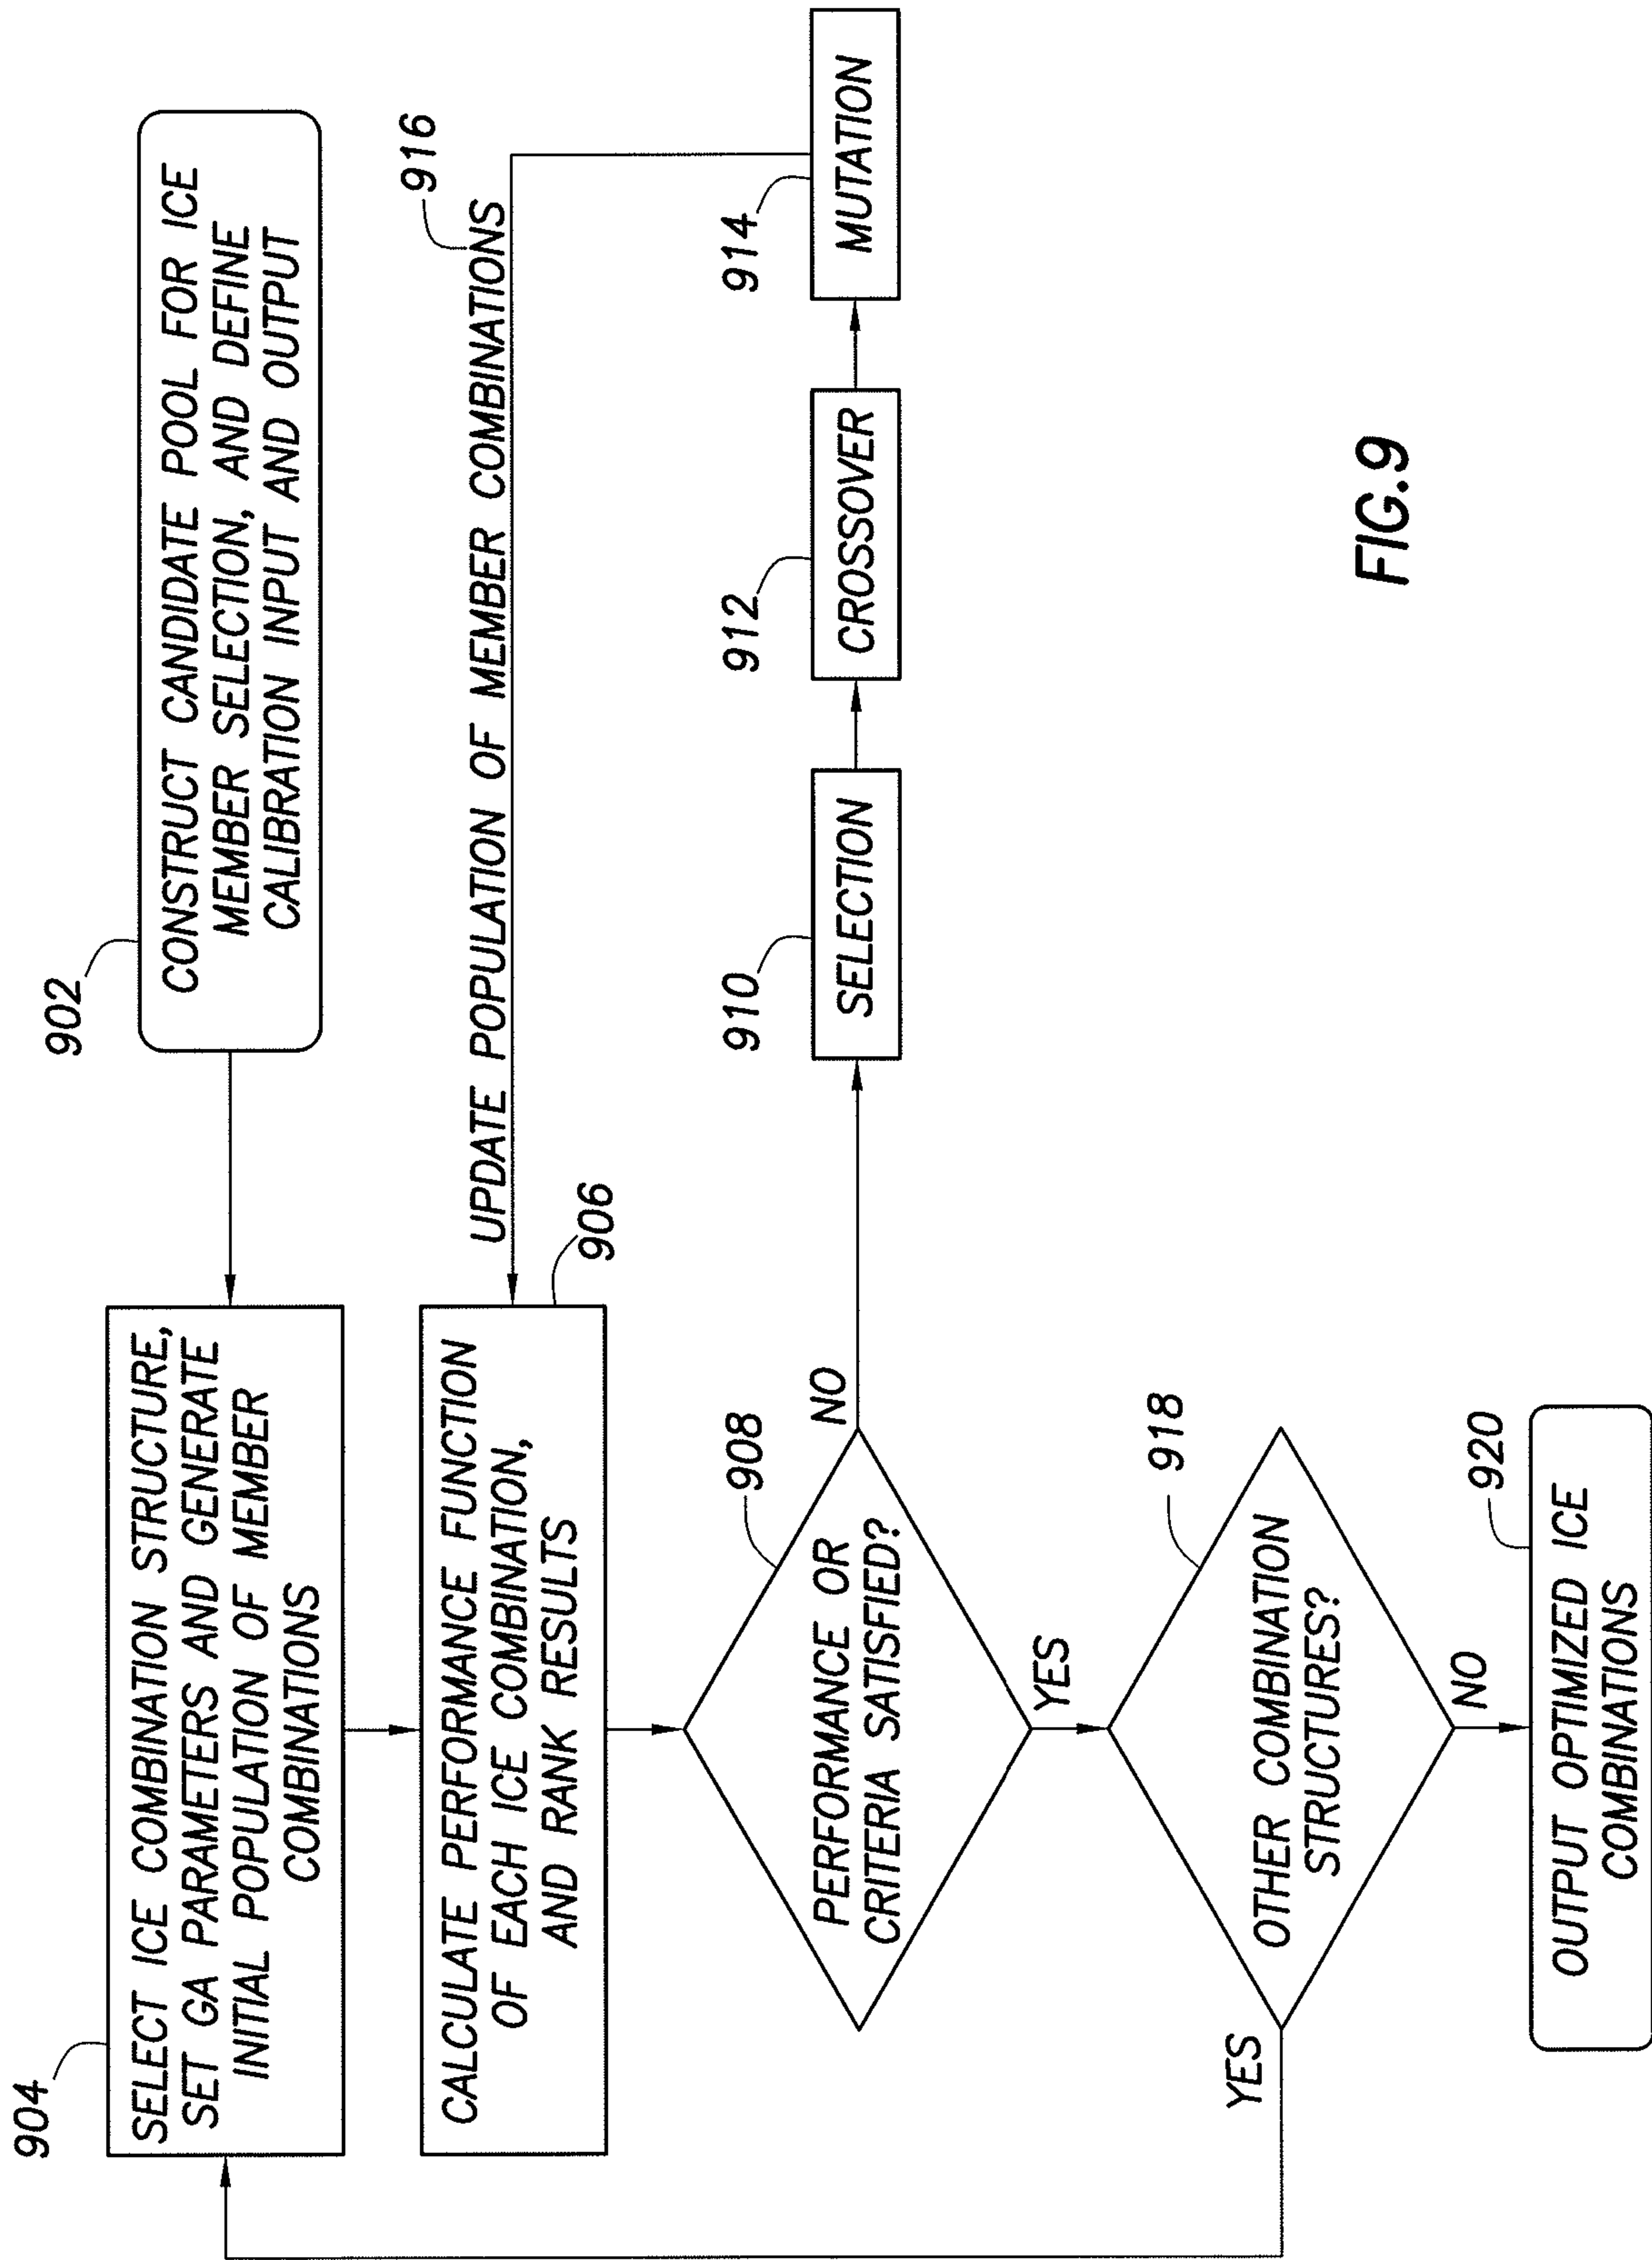 902
CONSTRUCT CANDIDATE POOL FOR ICE
MEMBER SELECTION, AND DEFINE
CALIBRATION INPUT AND OUTPUT
904
SELECT ICE COMBINATION STRUCTURE,
SET GA PARAMETERS AND GENERATE
INITIAL POPULATION OF MEMBER
COMBINATIONS
916
UPDATE POPULATION OF MEMBER COMBINATIONS
906
CALCULATE PERFORMANCE FUNCTION
OF EACH ICE COMBINATION,
AND RANK RESULTS
908
PERFORMANCE OR
CRITERIA SATISFIED?
NO
910
SELECTION
912
CROSSOVER
914
MUTATION
YES
918
OTHER COMBINATION
STRUCTURES?
YES
NO
920
OUTPUT OPTIMIZED ICE
COMBINATIONS
FIG.9